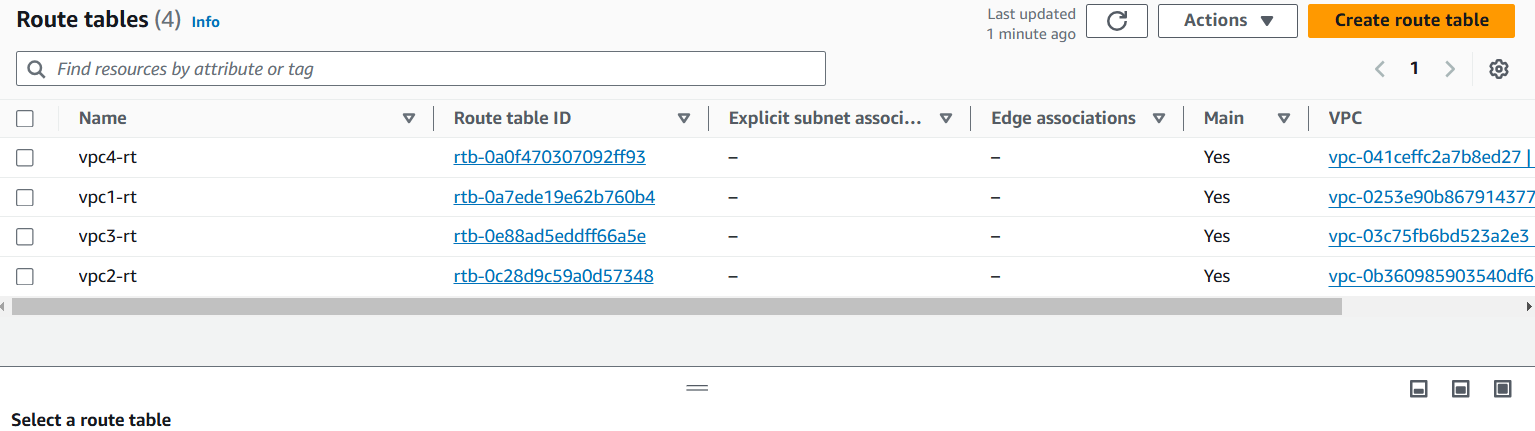 Route tables (4) Info
Last updated
1 minute ago
Actions
Create route table
Find resources by attribute or tag
1
Name Route table ID Explicit subnet associ... Edge associations Main VPC
vpc4-rt rtb-0a0f470307092ff93 – – Yes vpc-041ceffc2a7b8ed27 |
vpc1-rt rtb-0a7ede19e62b760b4 – – Yes vpc-0253e90b867914377
vpc3-rt rtb-0e88ad5eddff66a5e – – Yes vpc-03c75fb6bd523a2e3
vpc2-rt rtb-0c28d9c59a0d57348 – – Yes vpc-0b360985903540df6
Select a route table